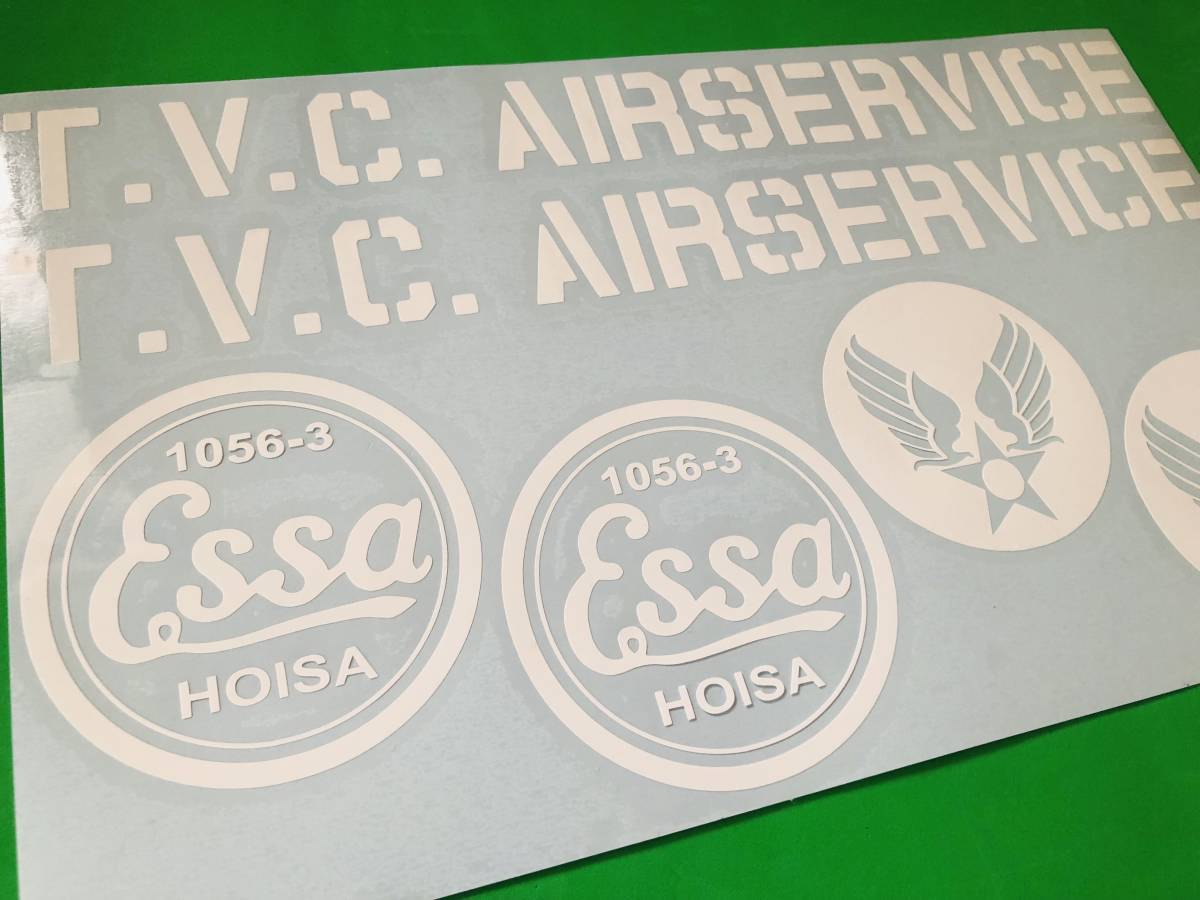 T.V.C. AIRSERVICE
T.V.C. AIRSERVICE
1056-3
Essa
HOISA
1056-3
Essa
HOISA